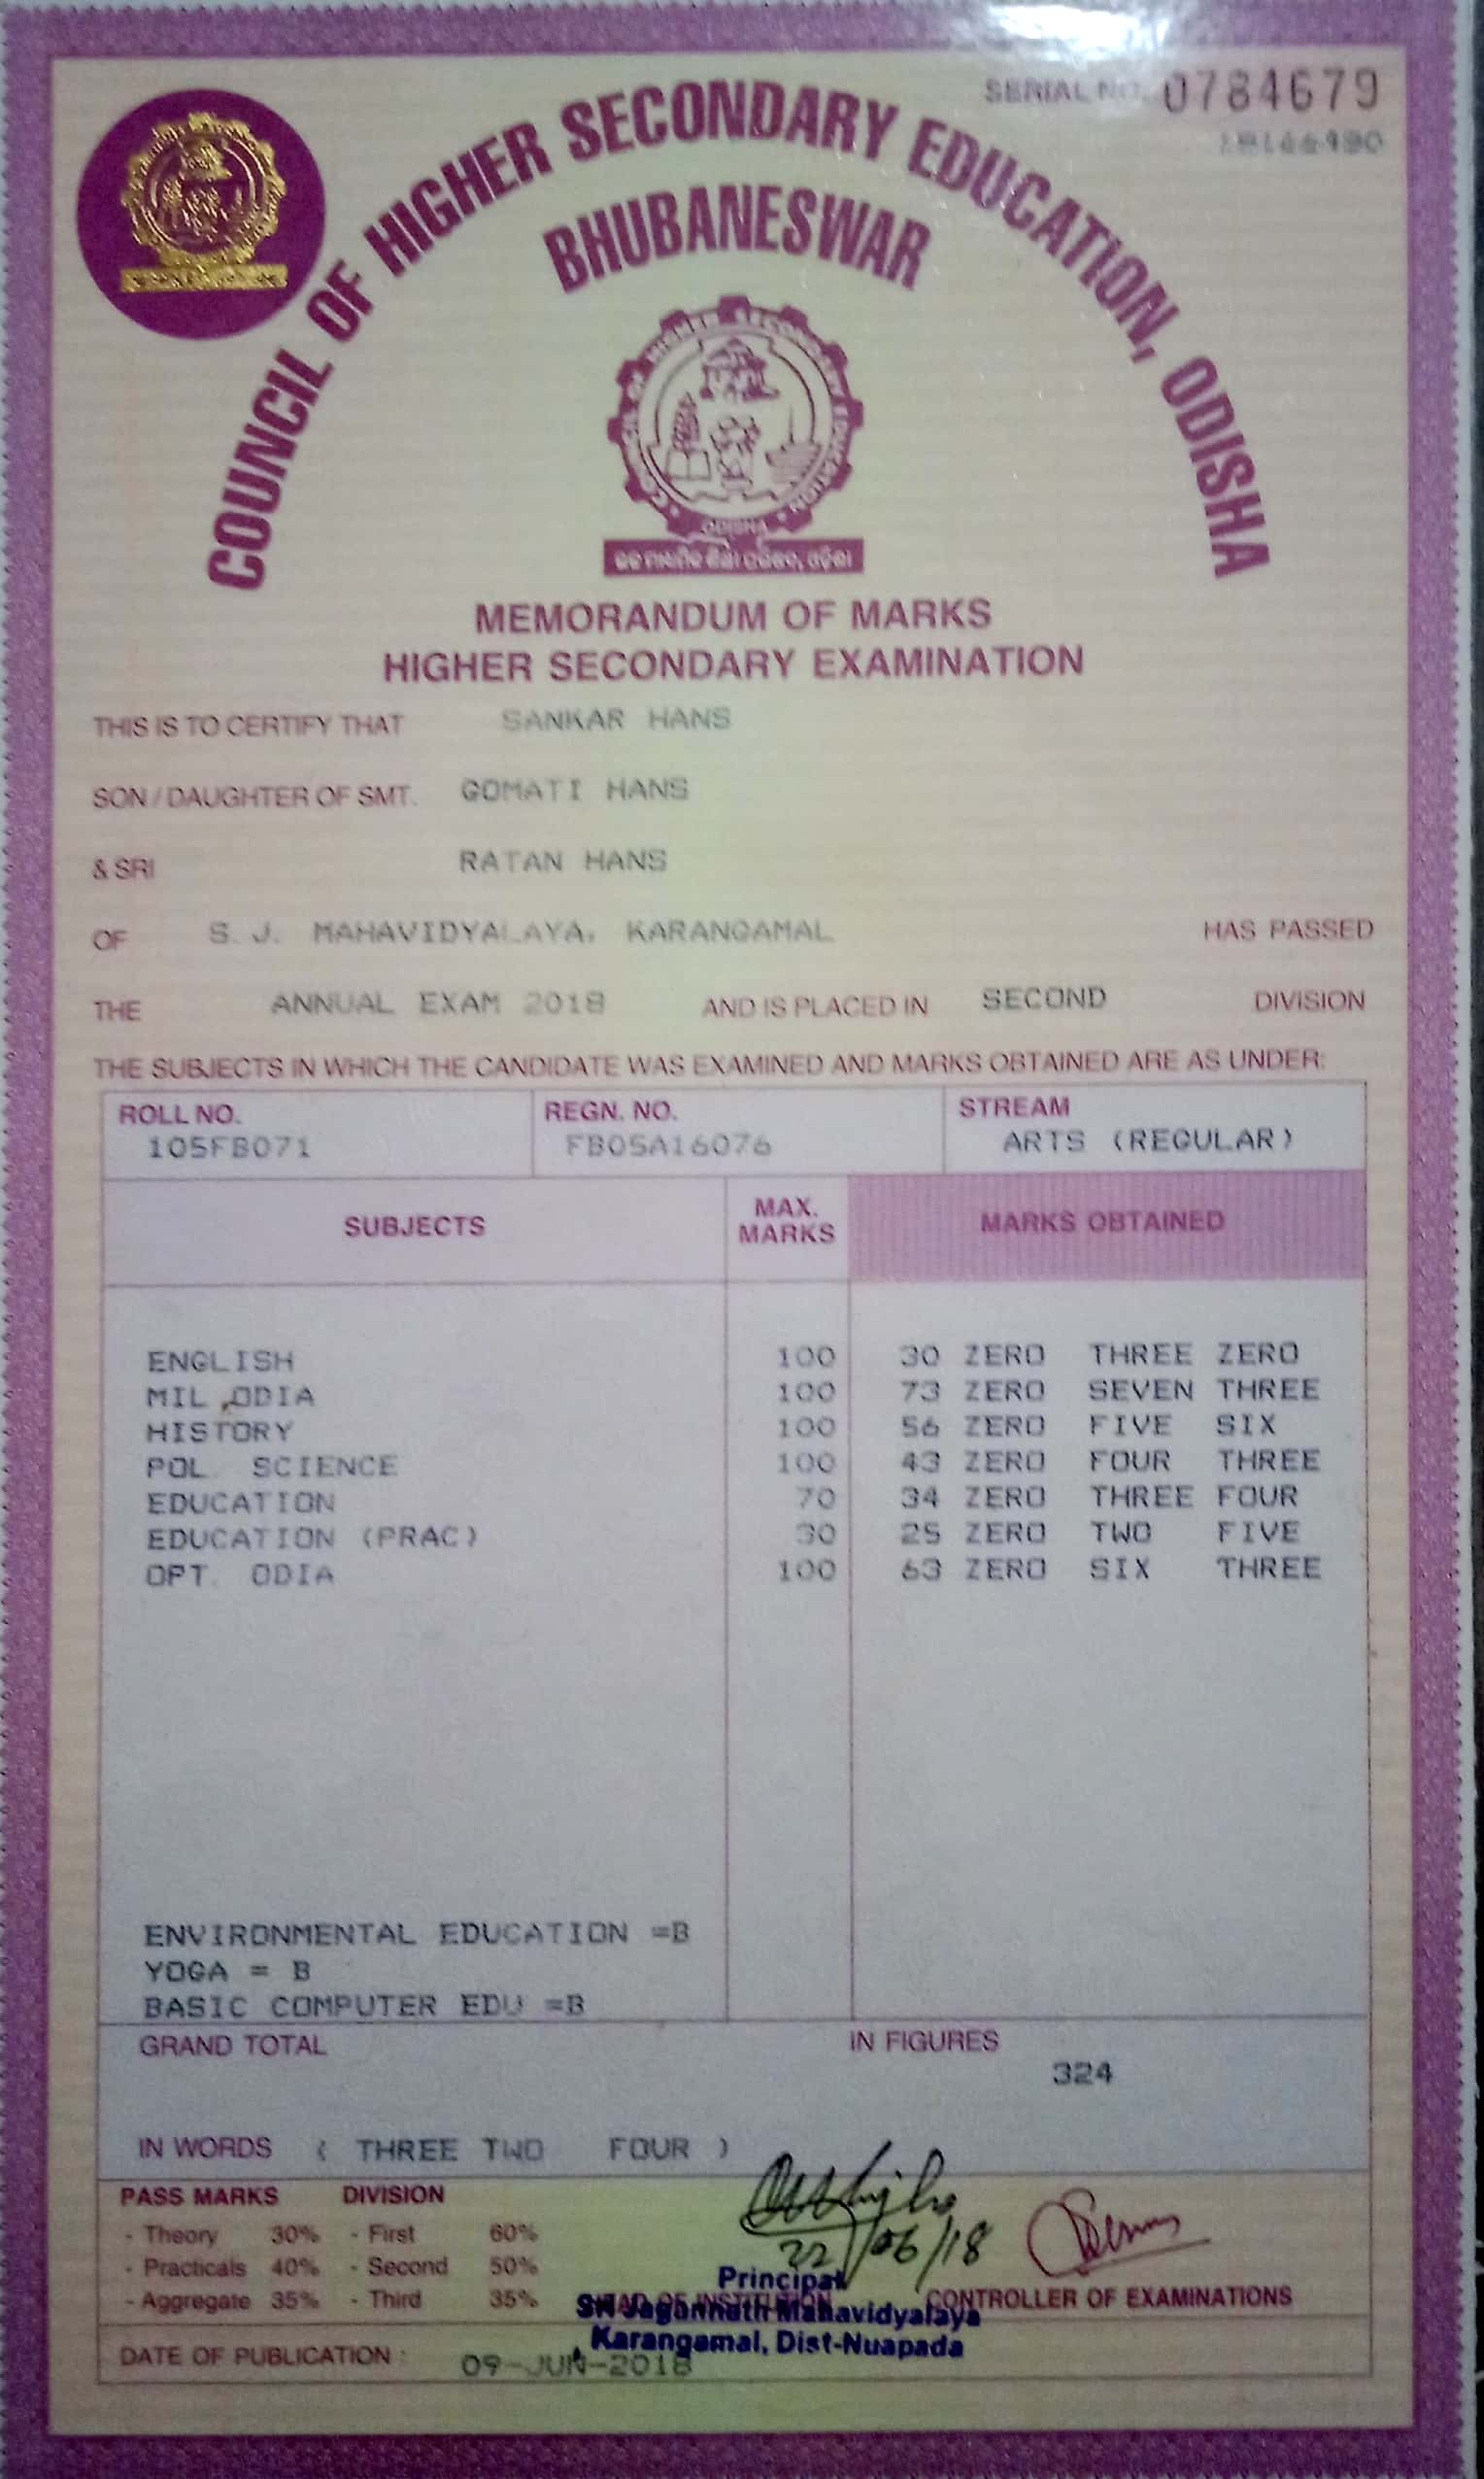 SERIAL NO. 0784679
COUNCIL OF HIGHER SECONDARY EDUCATION, ODISHA
BHUBANESWAR
ODISHA
MEMORANDUM OF MARKS
HIGHER SECONDARY EXAMINATION
THIS IS TO CERTIFY THAT SANKAR HANS
SON / DAUGHTER OF SMT. GOMATI HANS
& SRI RATAN HANS
OF S. J. MAHAVIDYALAYA, KARANGAMAL HAS PASSED
THE ANNUAL EXAM 2018 AND IS PLACED IN SECOND DIVISION
THE SUBJECTS IN WHICH THE CANDIDATE WAS EXAMINED AND MARKS OBTAINED ARE AS UNDER:
ROLL NO. REGN. NO. STREAM
105FB071 FB05A16076 ARTS (REGULAR)
SUBJECTS MAX. MARKS MARKS OBTAINED
ENGLISH 100 30 ZERO THREE ZERO
MIL ODIA 100 73 ZERO SEVEN THREE
HISTORY 100 56 ZERO FIVE SIX
POL. SCIENCE 100 43 ZERO FOUR THREE
EDUCATION 70 34 ZERO THREE FOUR
EDUCATION (PRAC) 30 25 ZERO TWO FIVE
OPT. ODIA 100 63 ZERO SIX THREE
ENVIRONMENTAL EDUCATION =B
YOGA = B
BASIC COMPUTER EDU =B
GRAND TOTAL IN FIGURES
324
IN WORDS ( THREE TWO FOUR )
PASS MARKS DIVISION
- Theory 30% - First 60%
- Practicals 40% - Second 50%
- Aggregate 35% - Third 35%
22/06/18
Principal
HEAD OF INSTITUTION CONTROLLER OF EXAMINATIONS
SRI Jagannath Mahavidyalaya
Karangamal, Dist-Nuapada
DATE OF PUBLICATION : 09-JUN-2018